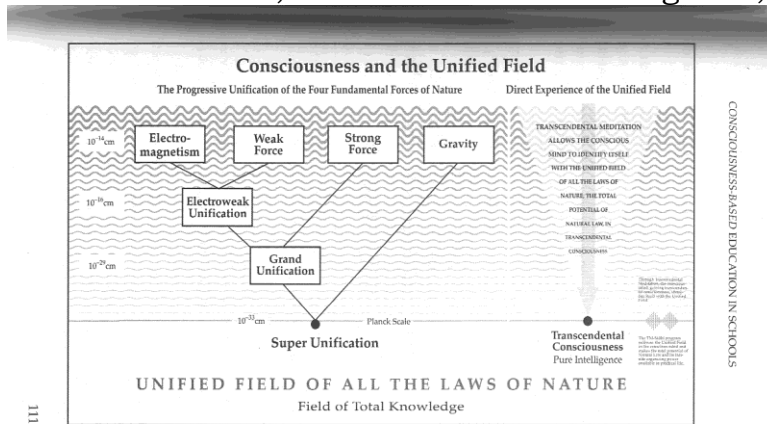 Consciousness and the Unified Field
The Progressive Unification of the Four Fundamental Forces of Nature
Direct Experience of the Unified Field
10⁻¹⁴cm
Electro-
magnetism
Weak
Force
Strong
Force
Gravity
10⁻¹⁶cm
Electroweak
Unification
10⁻²⁹cm
Grand
Unification
10⁻³³cm
Planck Scale
Super Unification
TRANSCENDENTAL MEDITATION
ALLOWS THE CONSCIOUS
MIND TO IDENTIFY ITSELF
WITH THE UNIFIED FIELD
OF ALL THE LAWS OF
NATURE, THE TOTAL
POTENTIAL OF
NATURAL LAW, IN
TRANSCENDENTAL
CONSCIOUSNESS
Transcendental
Consciousness
Pure Intelligence
UNIFIED FIELD OF ALL THE LAWS OF NATURE
Field of Total Knowledge
CONSCIOUSNESS-BASED EDUCATION IN SCHOOLS
111